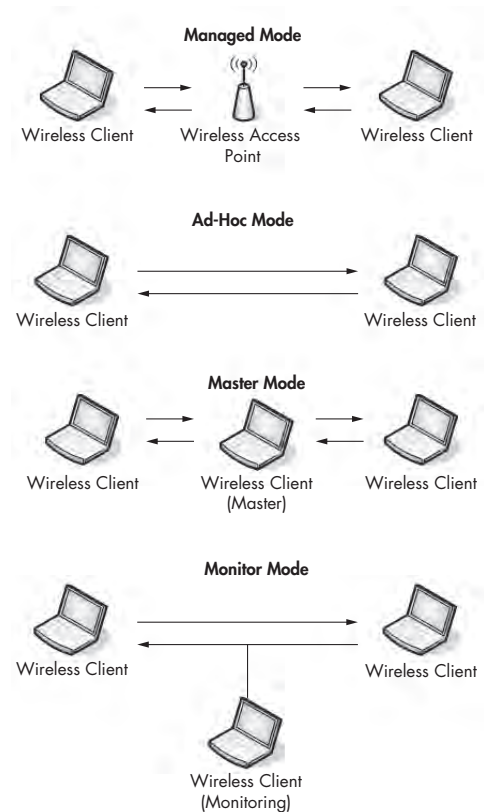 Managed Mode
Wireless Client
Wireless Access
Point
Wireless Client
Ad-Hoc Mode
Wireless Client
Wireless Client
Master Mode
Wireless Client
Wireless Client
(Master)
Wireless Client
Monitor Mode
Wireless Client
Wireless Client
Wireless Client
(Monitoring)